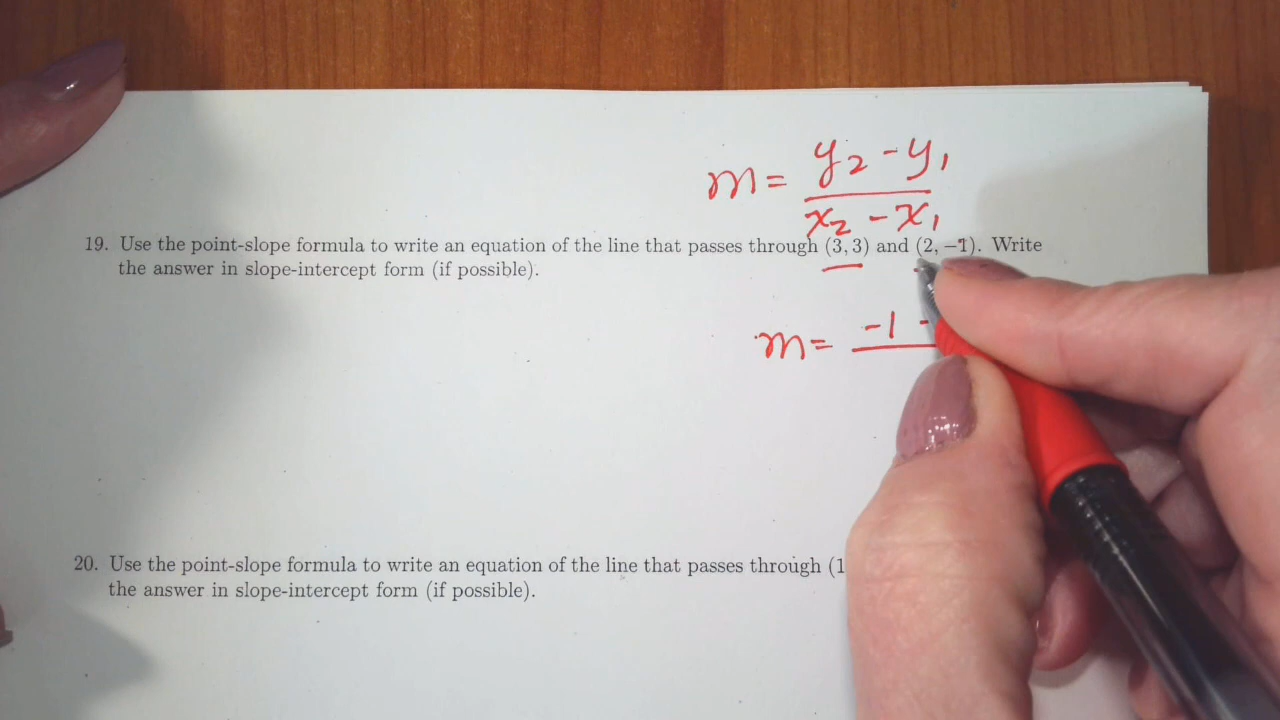 m = y₂ - y₁ / x₂ - x₁
19. Use the point-slope formula to write an equation of the line that passes through (3, 3) and (2, −1). Write
the answer in slope-intercept form (if possible).
m = -1 -
20. Use the point-slope formula to write an equation of the line that passes through (1
the answer in slope-intercept form (if possible).